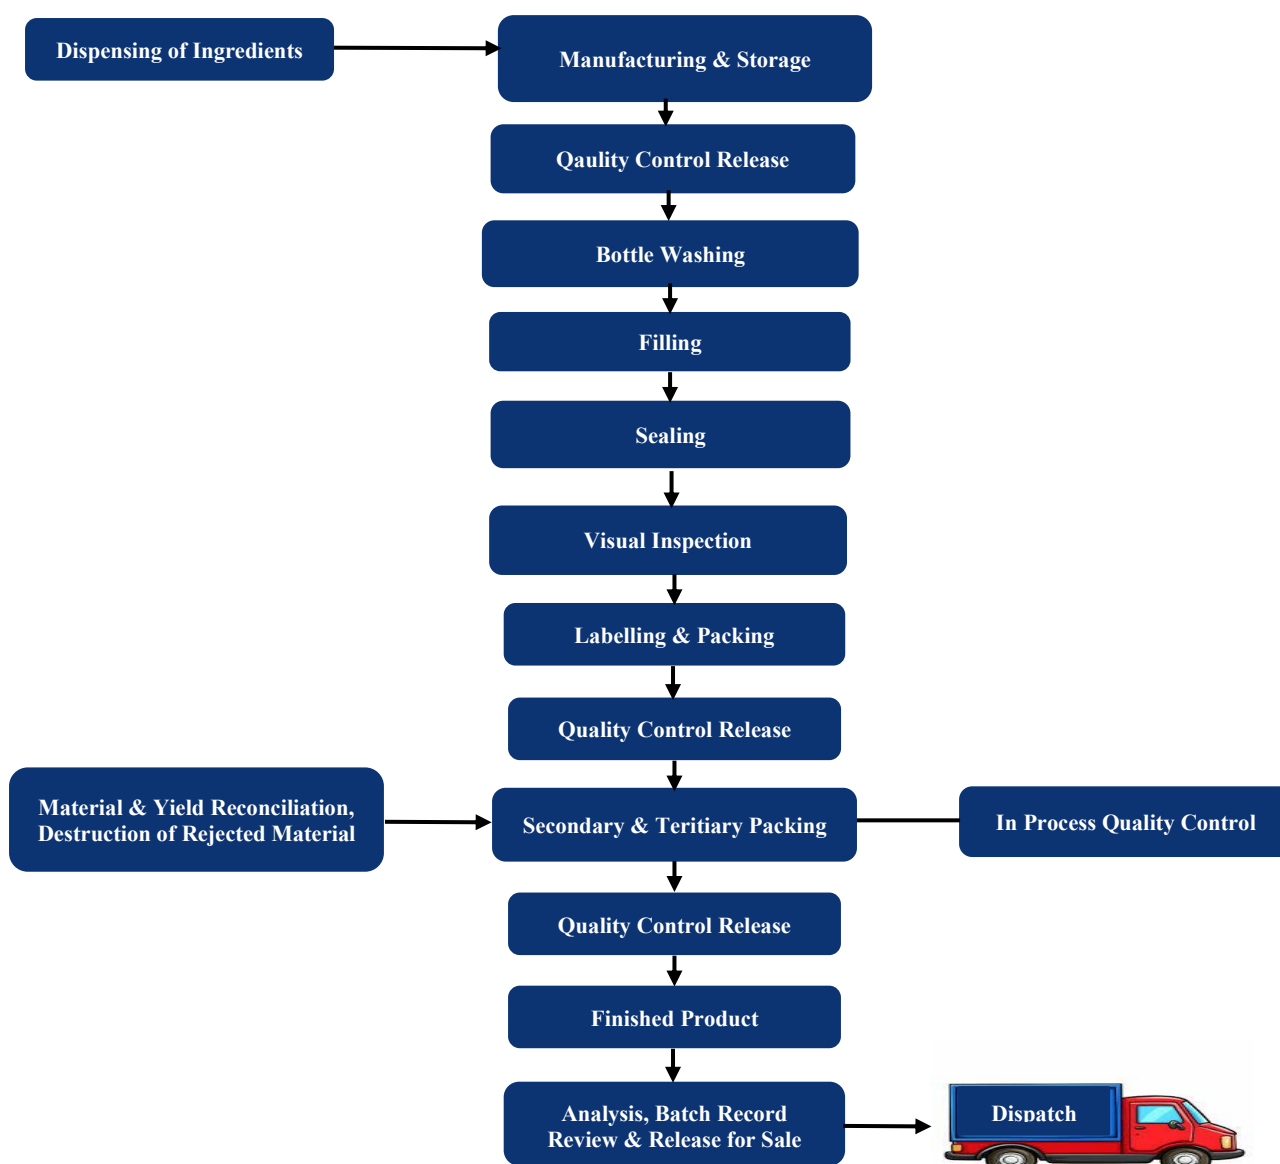 Dispensing of Ingredients
Manufacturing & Storage
Qaulity Control Release
Bottle Washing
Filling
Sealing
Visual Inspection
Labelling & Packing
Quality Control Release
Material & Yield Reconciliation,
Destruction of Rejected Material
Secondary & Teritiary Packing
In Process Quality Control
Quality Control Release
Finished Product
Analysis, Batch Record
Review & Release for Sale
Dispatch